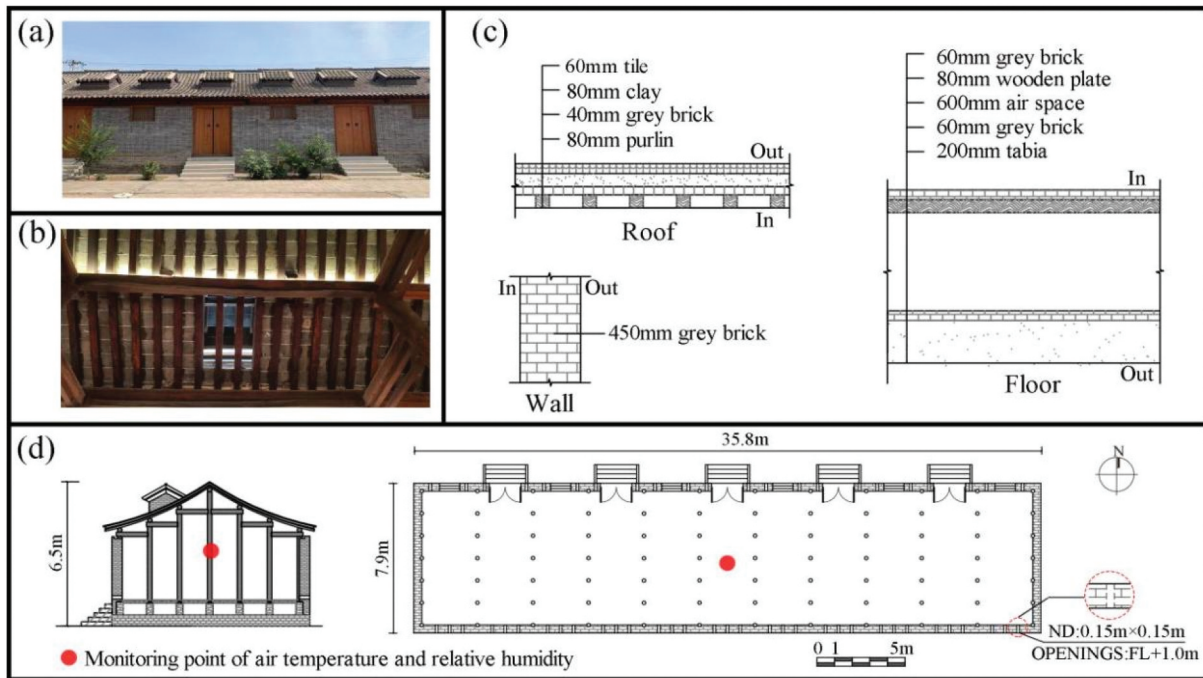 (a)
(b)
(c)
60mm tile
80mm clay
40mm grey brick
80mm purlin
Out
In
Roof
In
Out
450mm grey brick
Wall
60mm grey brick
80mm wooden plate
600mm air space
60mm grey brick
200mm tabia
In
Out
Floor
(d)
6.5m
35.8m
7.9m
N
ND:0.15m×0.15m
OPENINGS:FL+1.0m
0 1 5m
Monitoring point of air temperature and relative humidity